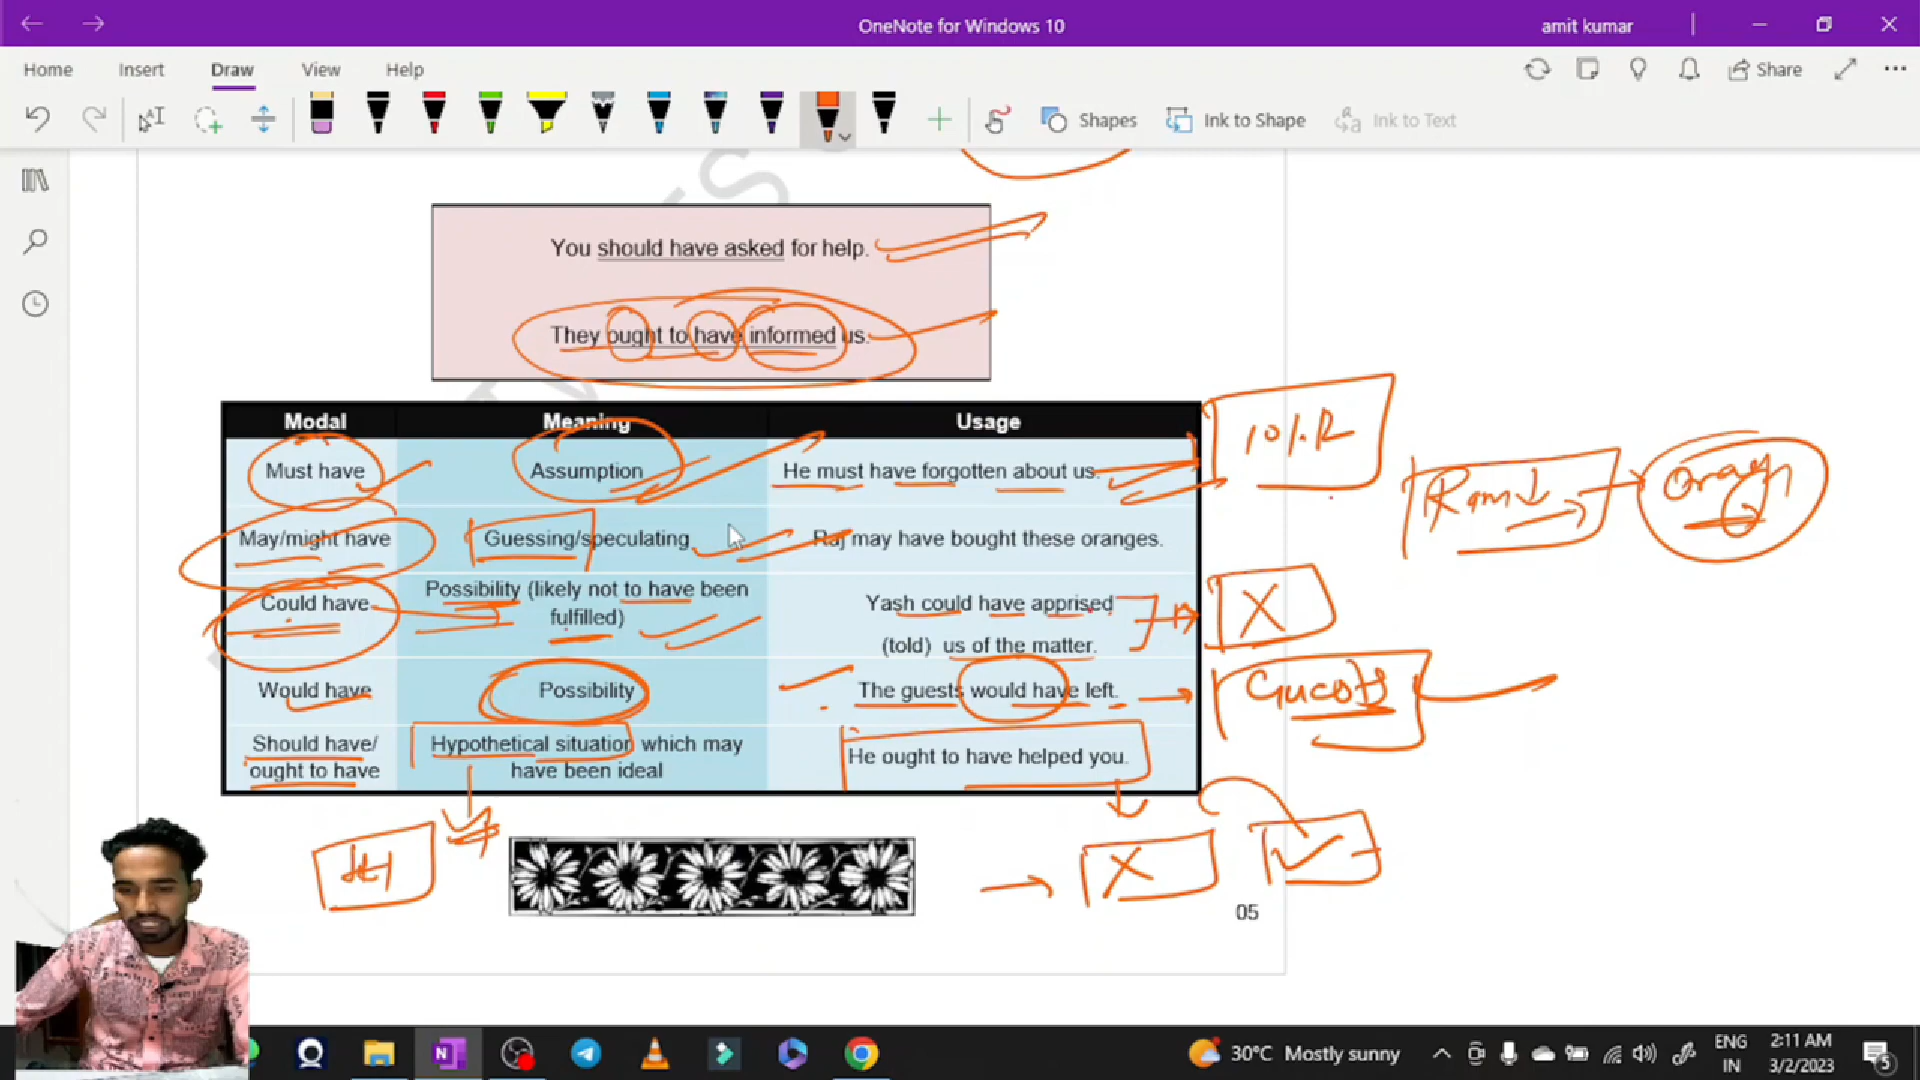 OneNote for Windows 10
amit kumar
Home Insert Draw View Help
Share
Shapes Ink to Shape Ink to Text
You should have asked for help.
They ought to have informed us.
Modal Meaning Usage
Must have Assumption He must have forgotten about us.
May/might have Guessing/speculating Raj may have bought these oranges.
Could have Possibility (likely not to have been fulfilled) Yash could have apprised (told) us of the matter.
Would have Possibility The guests would have left.
Should have/ ought to have Hypothetical situation which may have been ideal He ought to have helped you.
X
Guests
X
05
30°C Mostly sunny
ENG
IN
2:11 AM
3/2/2023
5